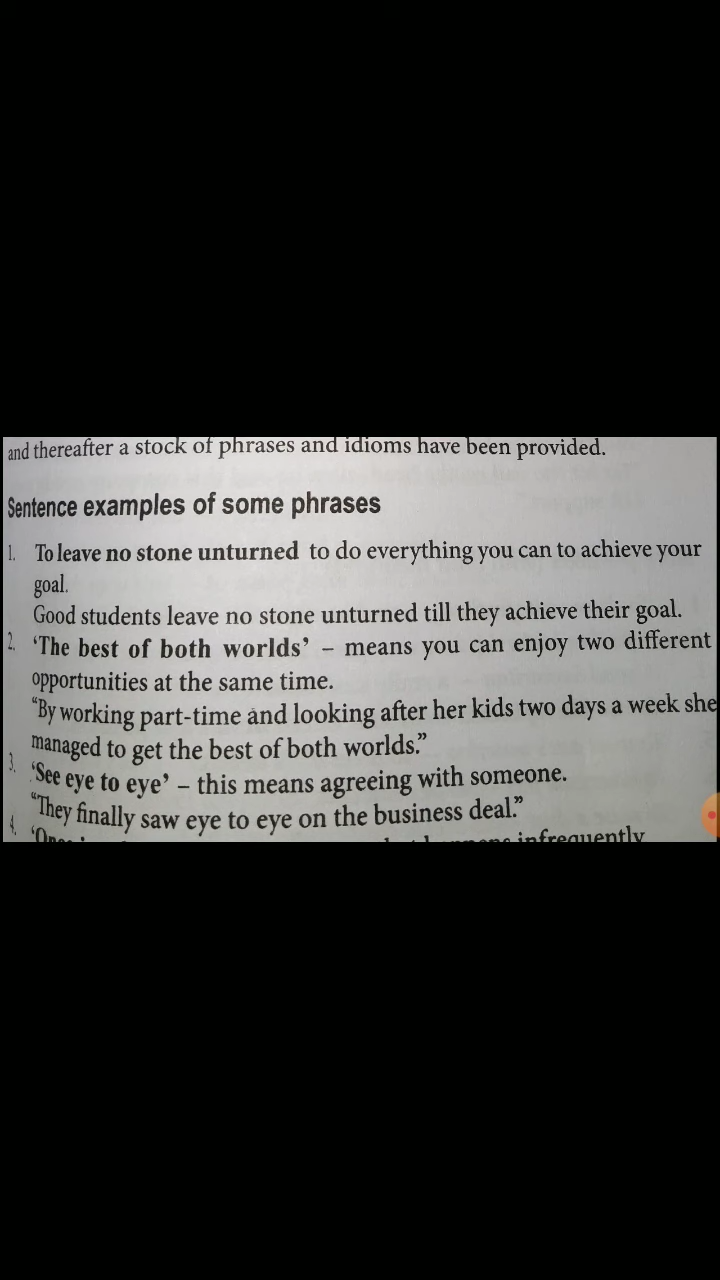 and thereafter a stock of phrases and idioms have been provided.
Sentence examples of some phrases
1. To leave no stone unturned to do everything you can to achieve your
goal.
Good students leave no stone unturned till they achieve their goal.
2. ‘The best of both worlds’ – means you can enjoy two different
opportunities at the same time.
“By working part-time and looking after her kids two days a week she
managed to get the best of both worlds.”
3. ‘See eye to eye’ – this means agreeing with someone.
“They finally saw eye to eye on the business deal.”
4. infrequently